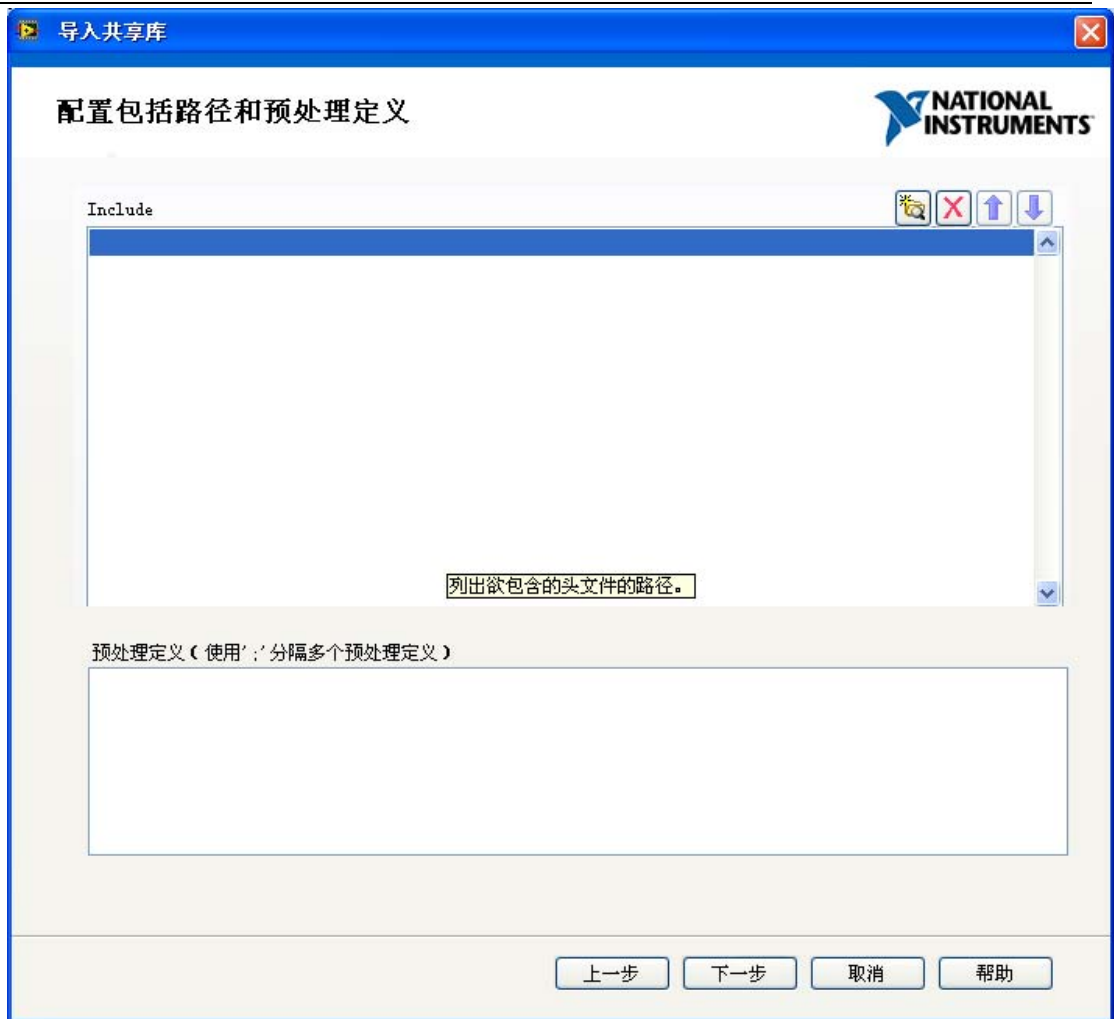 导入共享库
配置包括路径和预处理定义
NATIONAL
INSTRUMENTS
Include
列出欲包含的头文件的路径。
预处理定义(使用';'分隔多个预处理定义)
上一步
下一步
取消
帮助